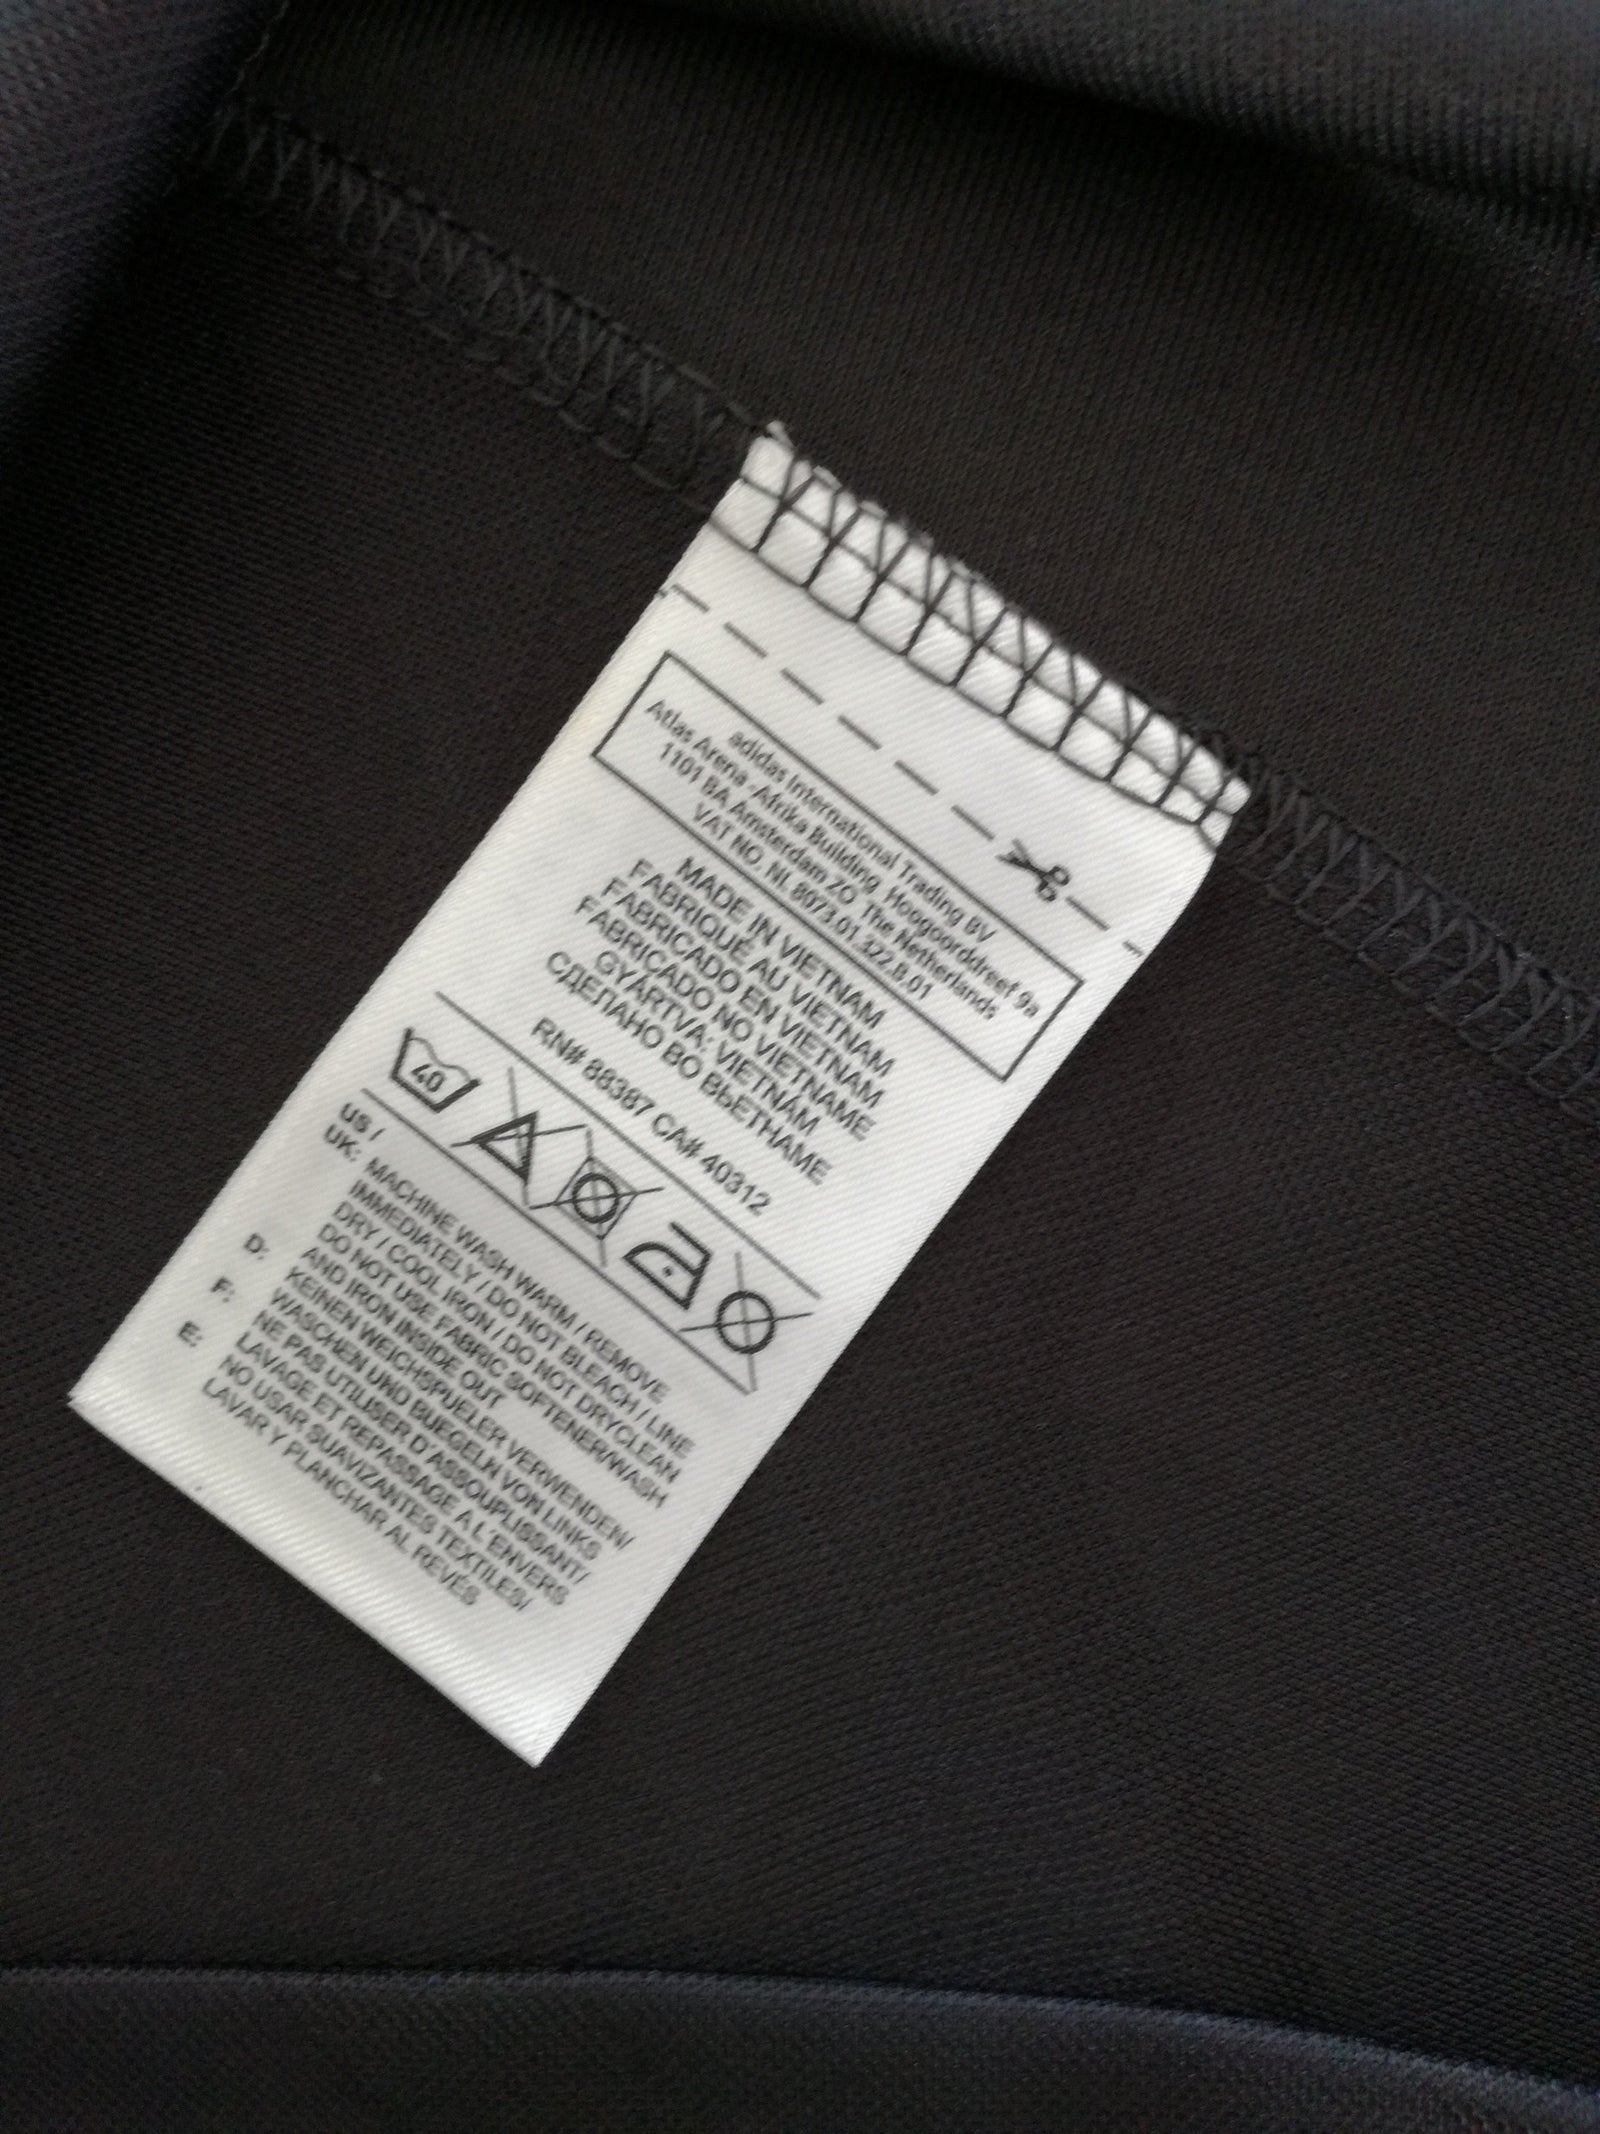 adidas International Trading BV
Atlas Arena -Afrika Building, Hoogoorddreef 9a
1101 BA Amsterdam ZO, The Netherlands
VAT NO. NL 8073.01.322.B.01
MADE IN VIETNAM
FABRIQUÉ AU VIETNAM
FABRICADO EN VIETNAM
FABRICADO NO VIETNAME
GYÁRTVA: VIETNÁM
СДЕЛАНО ВО ВЬЕТНАМЕ
RN# 88387 CA# 40312
40
US /
UK: MACHINE WASH WARM / REMOVE
IMMEDIATELY / DO NOT BLEACH / LINE
DRY / COOL IRON / DO NOT DRYCLEAN
DO NOT USE FABRIC SOFTENER/WASH
AND IRON INSIDE OUT
D: KEINEN WEICHSPUELER VERWENDEN/
WASCHEN UND BUEGELN VON LINKS
F: NE PAS UTILISER D'ASSOUPLISSANT/
LAVAGE ET REPASSAGE A L'ENVERS
E: NO USAR SUAVIZANTES TEXTILES/
LAVAR Y PLANCHAR AL REVÉS